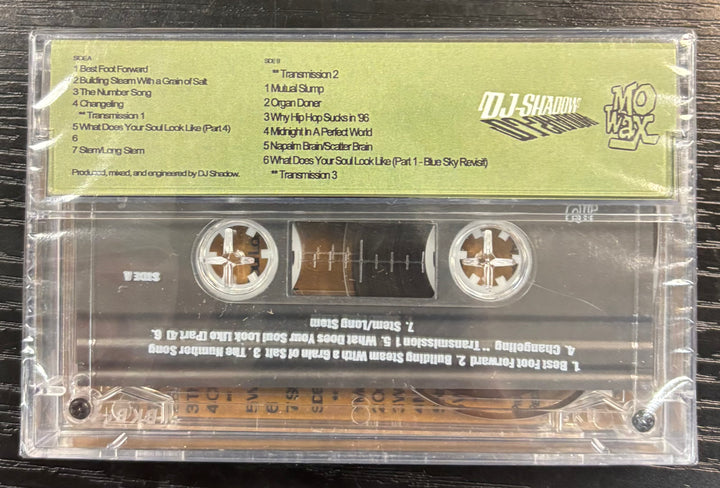 SIDE A
1 Best Foot Forward
2 Building Steam With a Grain of Salt
3 The Number Song
4 Changeling
** Transmission 1
5 What Does Your Soul Look Like (Part 4)
6
7 Stem/Long Stem
Produced, mixed, and engineered by DJ Shadow.
SIDE B
** Transmission 2
1 Mutual Slump
2 Organ Doner
3 Why Hip Hop Sucks in '96
4 Midnight In A Perfect World
5 Napalm Brain/Scatter Brain
6 What Does Your Soul Look Like (Part 1 - Blue Sky Revisit)
** Transmission 3
DJ-SHADOW
MO
WAX
SIDE A
1. Best Foot Forward 2. Building Steam With a Grain of Salt 3. The Number Song
4. Changeling ** Transmission 1 5. What Does Your Soul Look Like (Part 4) 6.
7. Stem/Long Stem